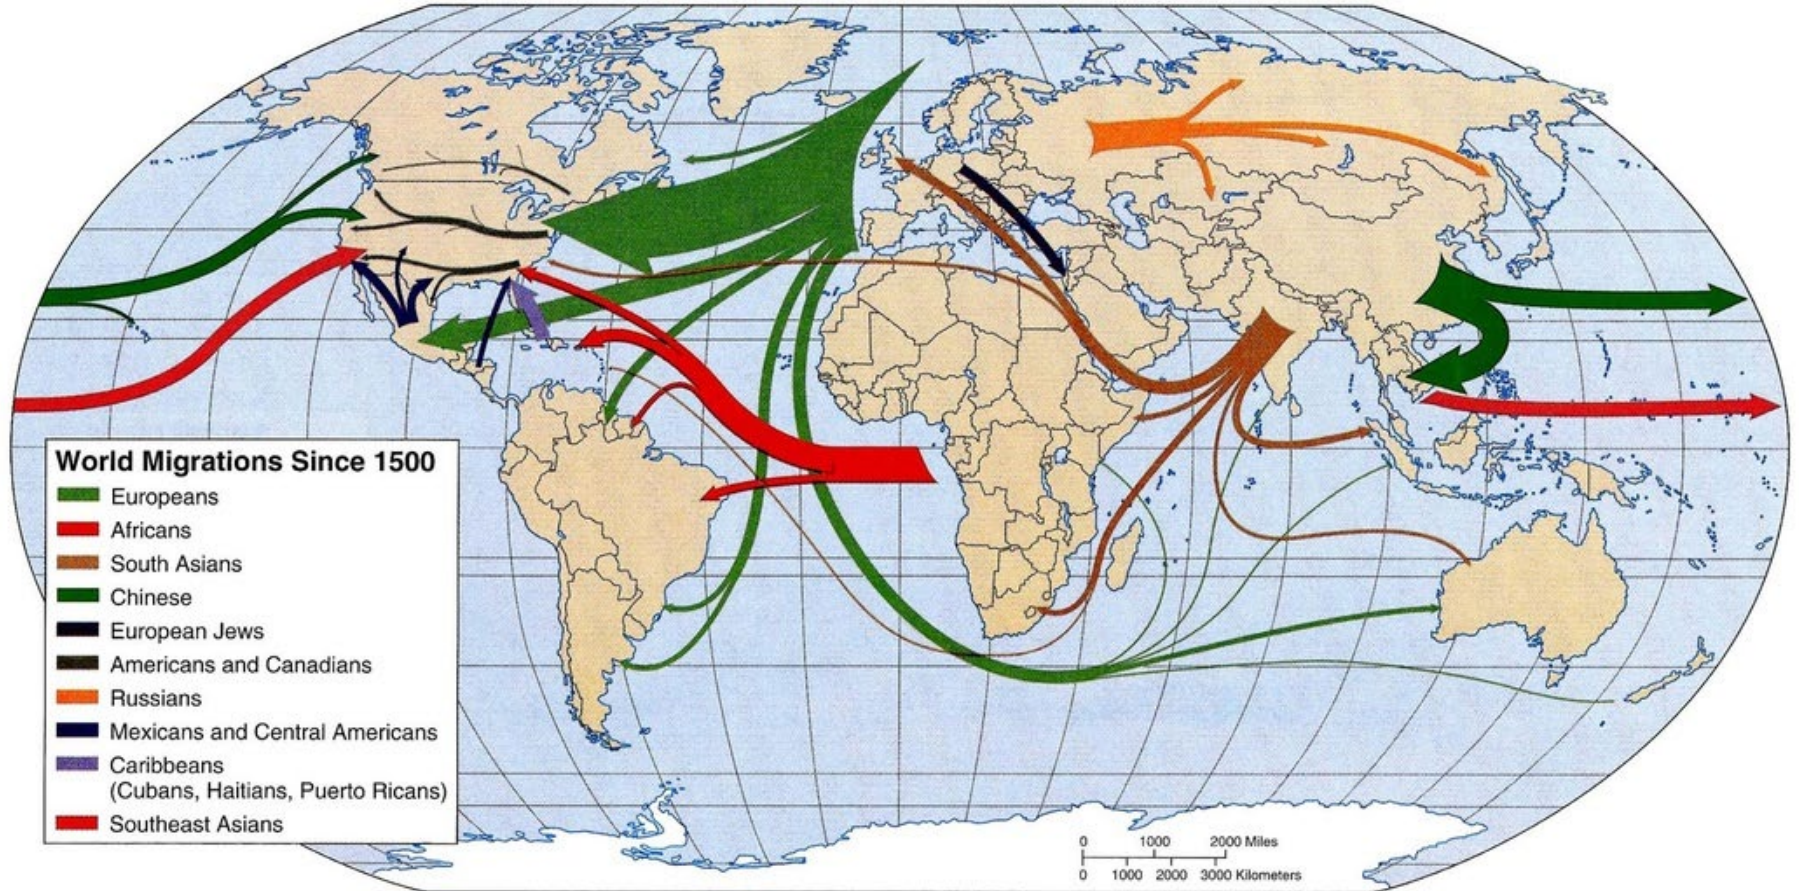 World Migrations Since 1500
Europeans
Africans
South Asians
Chinese
European Jews
Americans and Canadians
Russians
Mexicans and Central Americans
Caribbeans
(Cubans, Haitians, Puerto Ricans)
Southeast Asians
0 1000 2000 Miles
0 1000 2000 3000 Kilometers